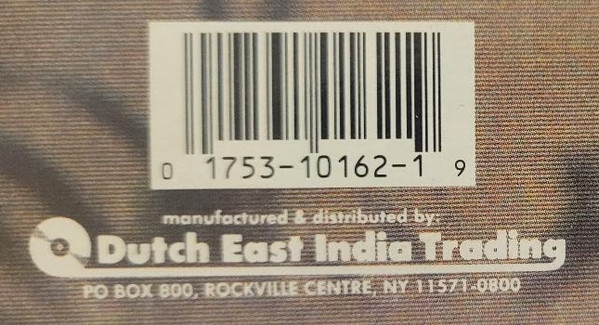 0 1753-10162-1 9
manufactured & distributed by:
Dutch East India Trading
PO BOX 800, ROCKVILLE CENTRE, NY 11571-0800